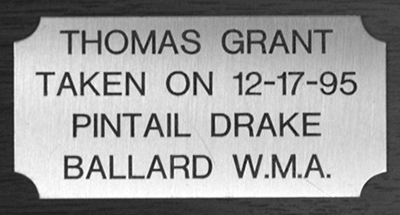 THOMAS GRANT
TAKEN ON 12-17-95
PINTAIL DRAKE
BALLARD W.M.A.